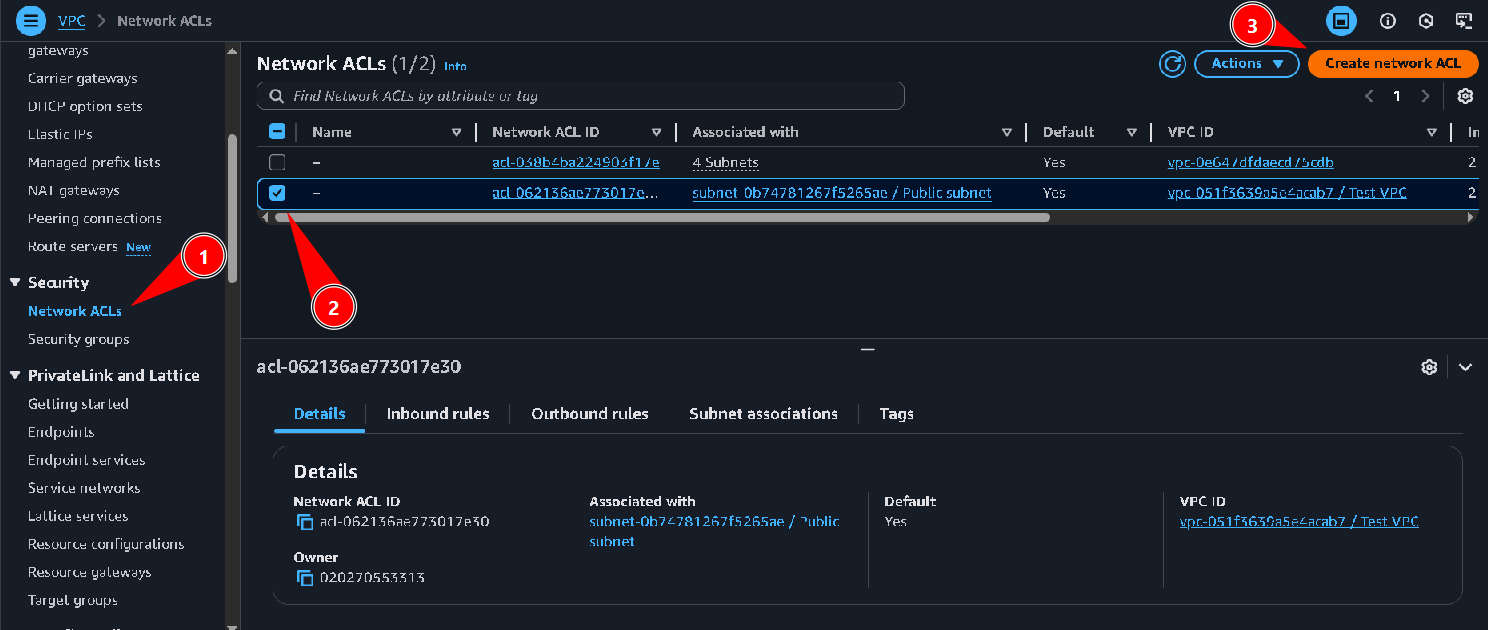 VPC > Network ACLs
3
gateways
Carrier gateways
DHCP option sets
Elastic IPs
Managed prefix lists
NAT gateways
Peering connections
Route servers New
1
Security
Network ACLs
Security groups
PrivateLink and Lattice
Getting started
Endpoints
Endpoint services
Service networks
Lattice services
Resource configurations
Resource gateways
Target groups
Network ACLs (1/2) Info
Actions
Create network ACL
Find Network ACLs by attribute or tag
1
Name Network ACL ID Associated with Default VPC ID In
– acl-038b4ba224903f17e 4 Subnets Yes vpc-0e647dfdaecd75cdb 2
– acl-062136ae773017e... subnet-0b74781267f5265ae / Public subnet Yes vpc-051f3639a5e4acab7 / Test VPC 2
2
acl-062136ae773017e30
Details Inbound rules Outbound rules Subnet associations Tags
Details
Network ACL ID
acl-062136ae773017e30
Associated with
subnet-0b74781267f5265ae / Public
subnet
Default
Yes
VPC ID
vpc-051f3639a5e4acab7 / Test VPC
Owner
020270553313